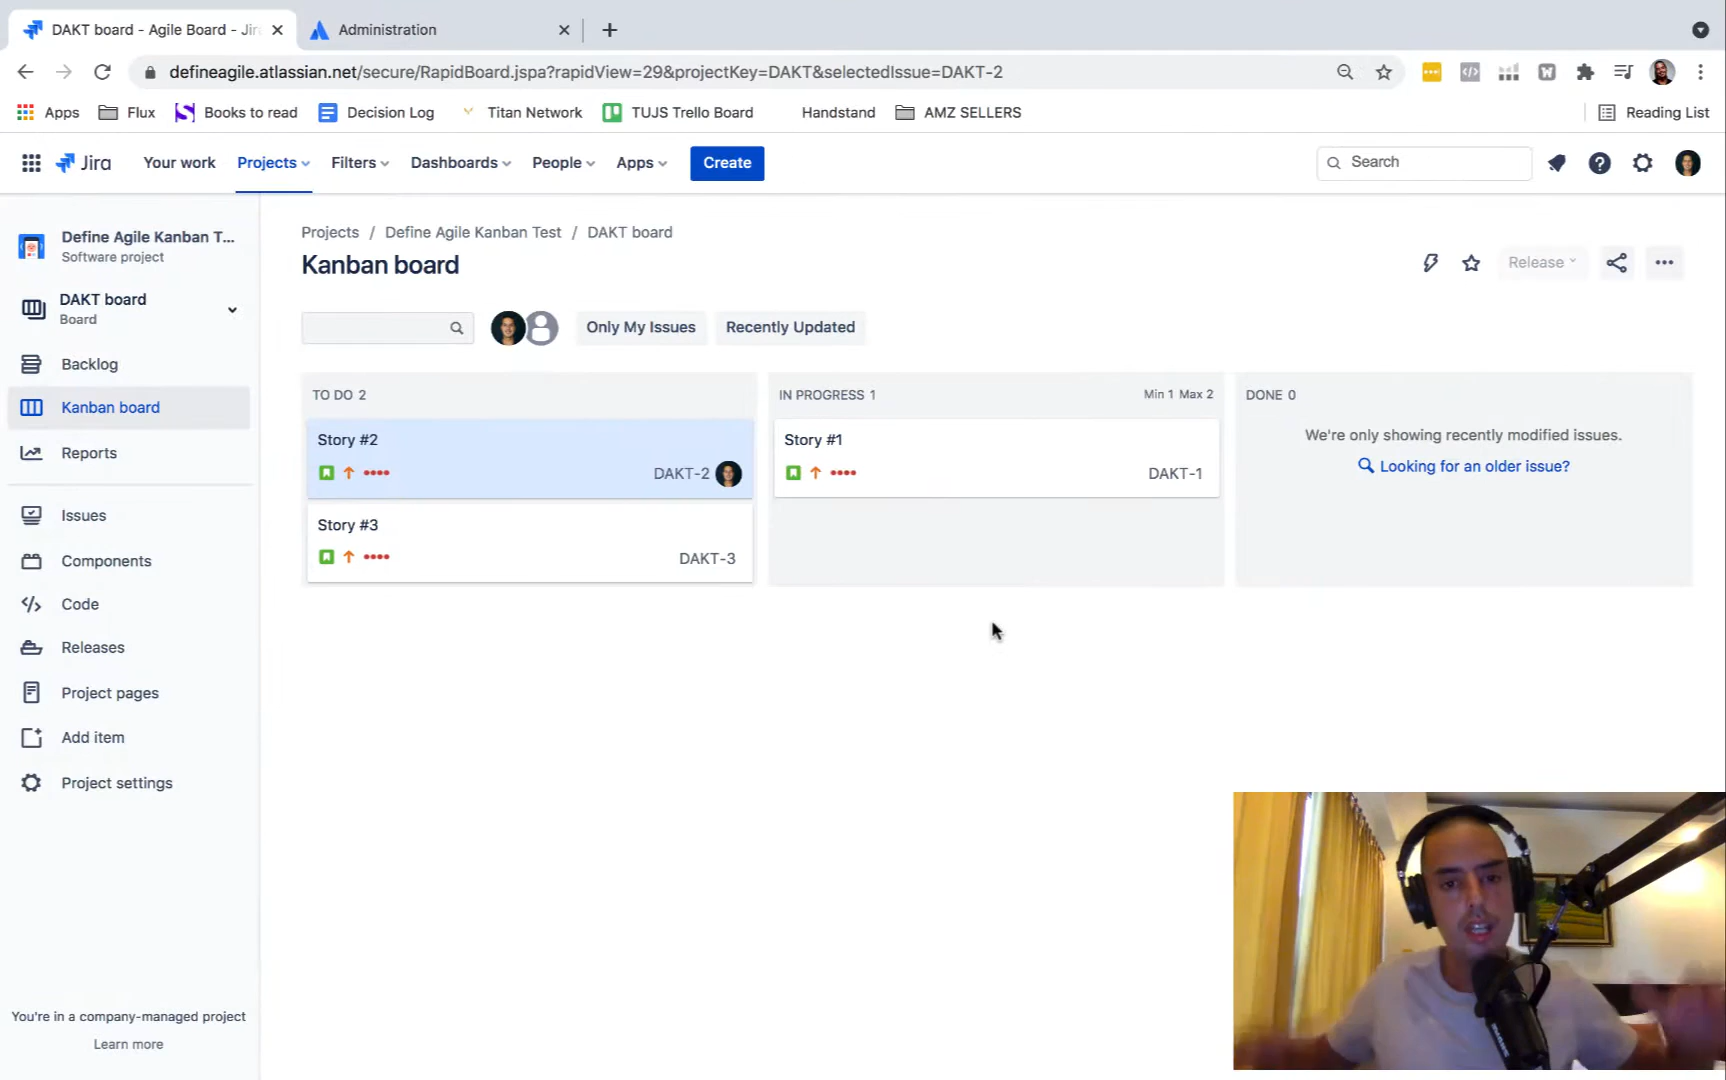 DAKT board - Agile Board - Jir
Administration
defineagile.atlassian.net/secure/RapidBoard.jspa?rapidView=29&projectKey=DAKT&selectedIssue=DAKT-2
Apps
Flux
Books to read
Decision Log
Titan Network
TUJS Trello Board
Handstand
AMZ SELLERS
Reading List
Jira
Your work
Projects
Filters
Dashboards
People
Apps
Create
Search
Define Agile Kanban T...
Software project
DAKT board
Board
Backlog
Kanban board
Reports
Issues
Components
Code
Releases
Project pages
Add item
Project settings
You're in a company-managed project
Learn more
Projects / Define Agile Kanban Test / DAKT board
Kanban board
Release
Only My Issues
Recently Updated
TO DO 2
Story #2
DAKT-2
Story #3
DAKT-3
IN PROGRESS 1
Min 1 Max 2
Story #1
DAKT-1
DONE 0
We're only showing recently modified issues.
Looking for an older issue?